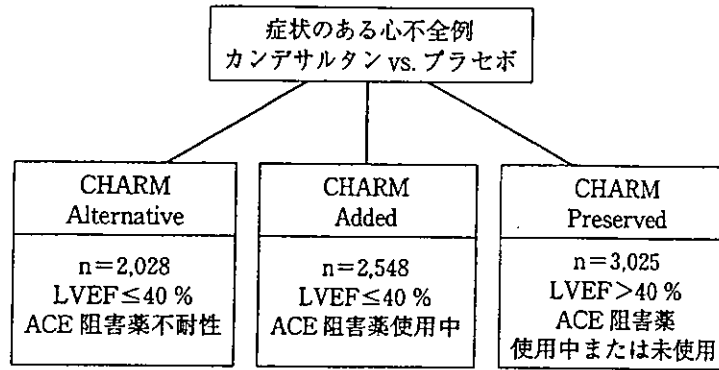 症状のある心不全例
カンデサルタン vs. プラセボ
CHARM
Alternative
n=2,028
LVEF≤40 %
ACE 阻害薬不耐性
CHARM
Added
n=2,548
LVEF≤40 %
ACE 阻害薬使用中
CHARM
Preserved
n=3,025
LVEF>40 %
ACE 阻害薬
使用中または未使用